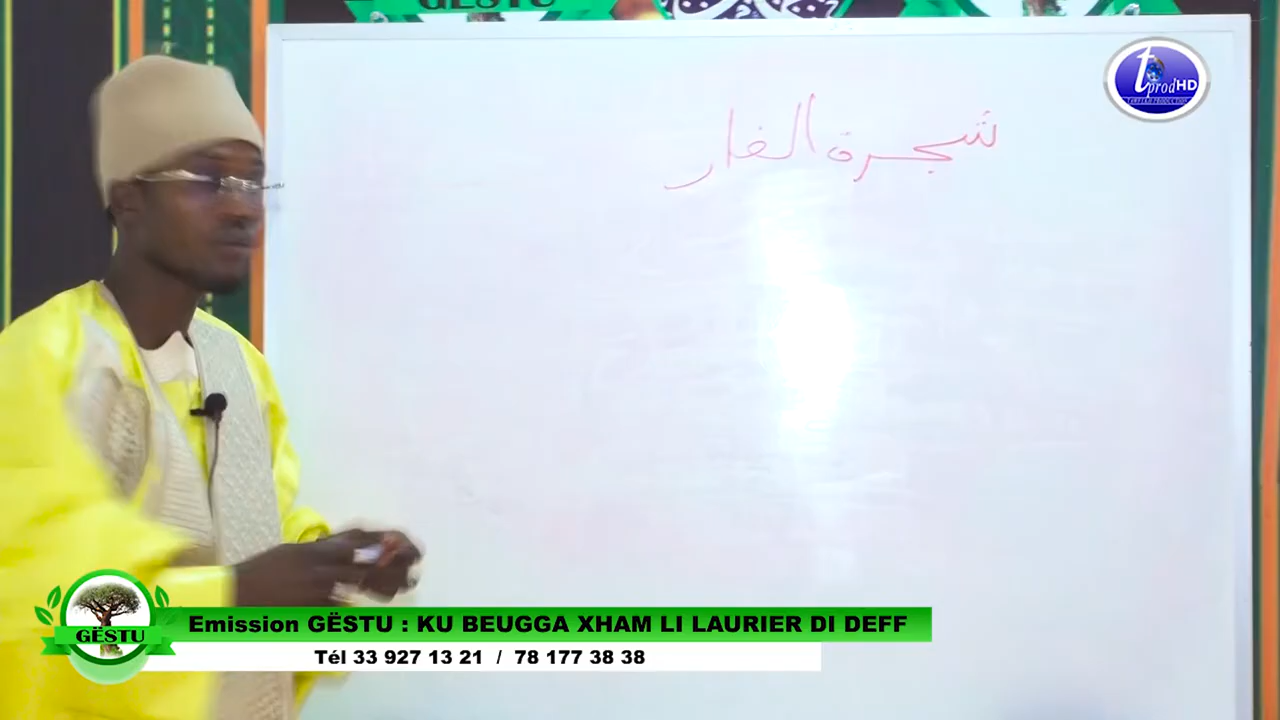 GËSTU
tprodHD
شجرة الغار
Emission GËSTU : KU BEUGGA XHAM LI LAURIER DI DEFF
GËSTU
Tél 33 927 13 21 / 78 177 38 38